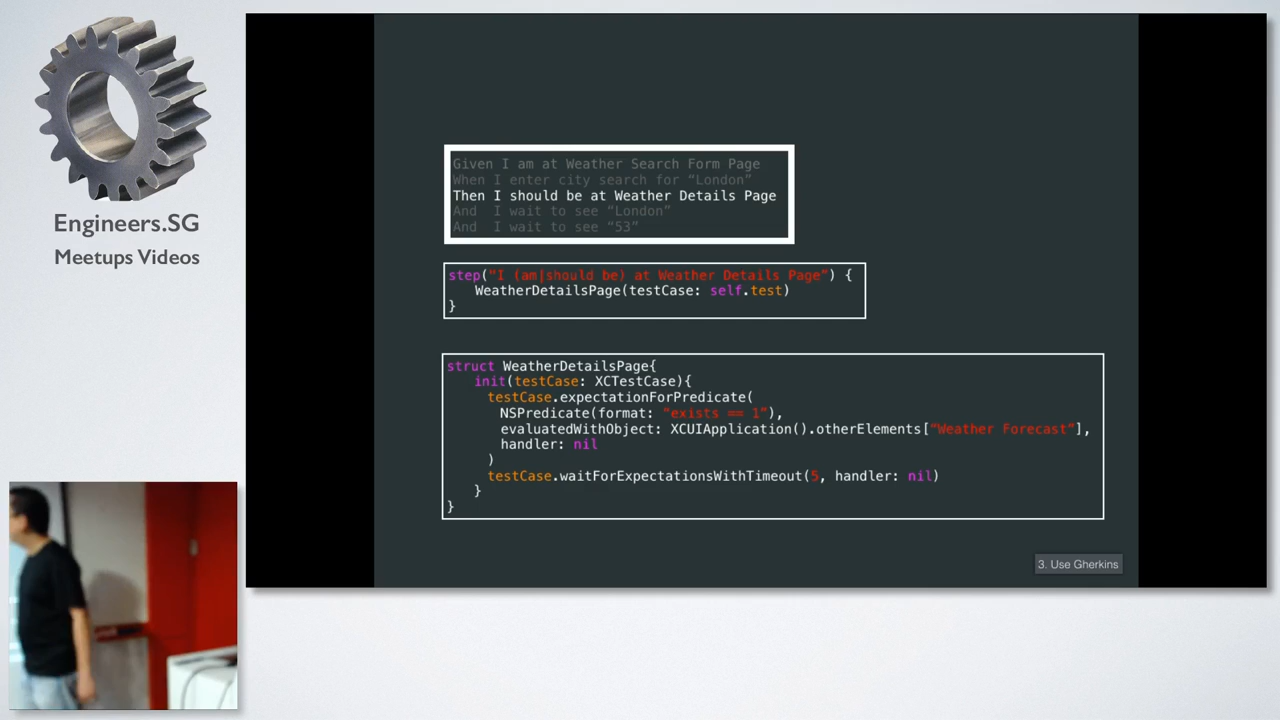 Engineers.SG
Meetups Videos
Given I am at Weather Search Form Page
When I enter city search for “London”
Then I should be at Weather Details Page
And  I wait to see “London”
And  I wait to see “53”
step("I (am|should be) at Weather Details Page") {
WeatherDetailsPage(testCase: self.test)
}
struct WeatherDetailsPage{
init(testCase: XCTestCase){
testCase.expectationForPredicate(
NSPredicate(format: "exists == 1"),
evaluatedWithObject: XCUIApplication().otherElements["Weather Forecast"],
handler: nil
)
testCase.waitForExpectationsWithTimeout(5, handler: nil)
}
}
3. Use Gherkins